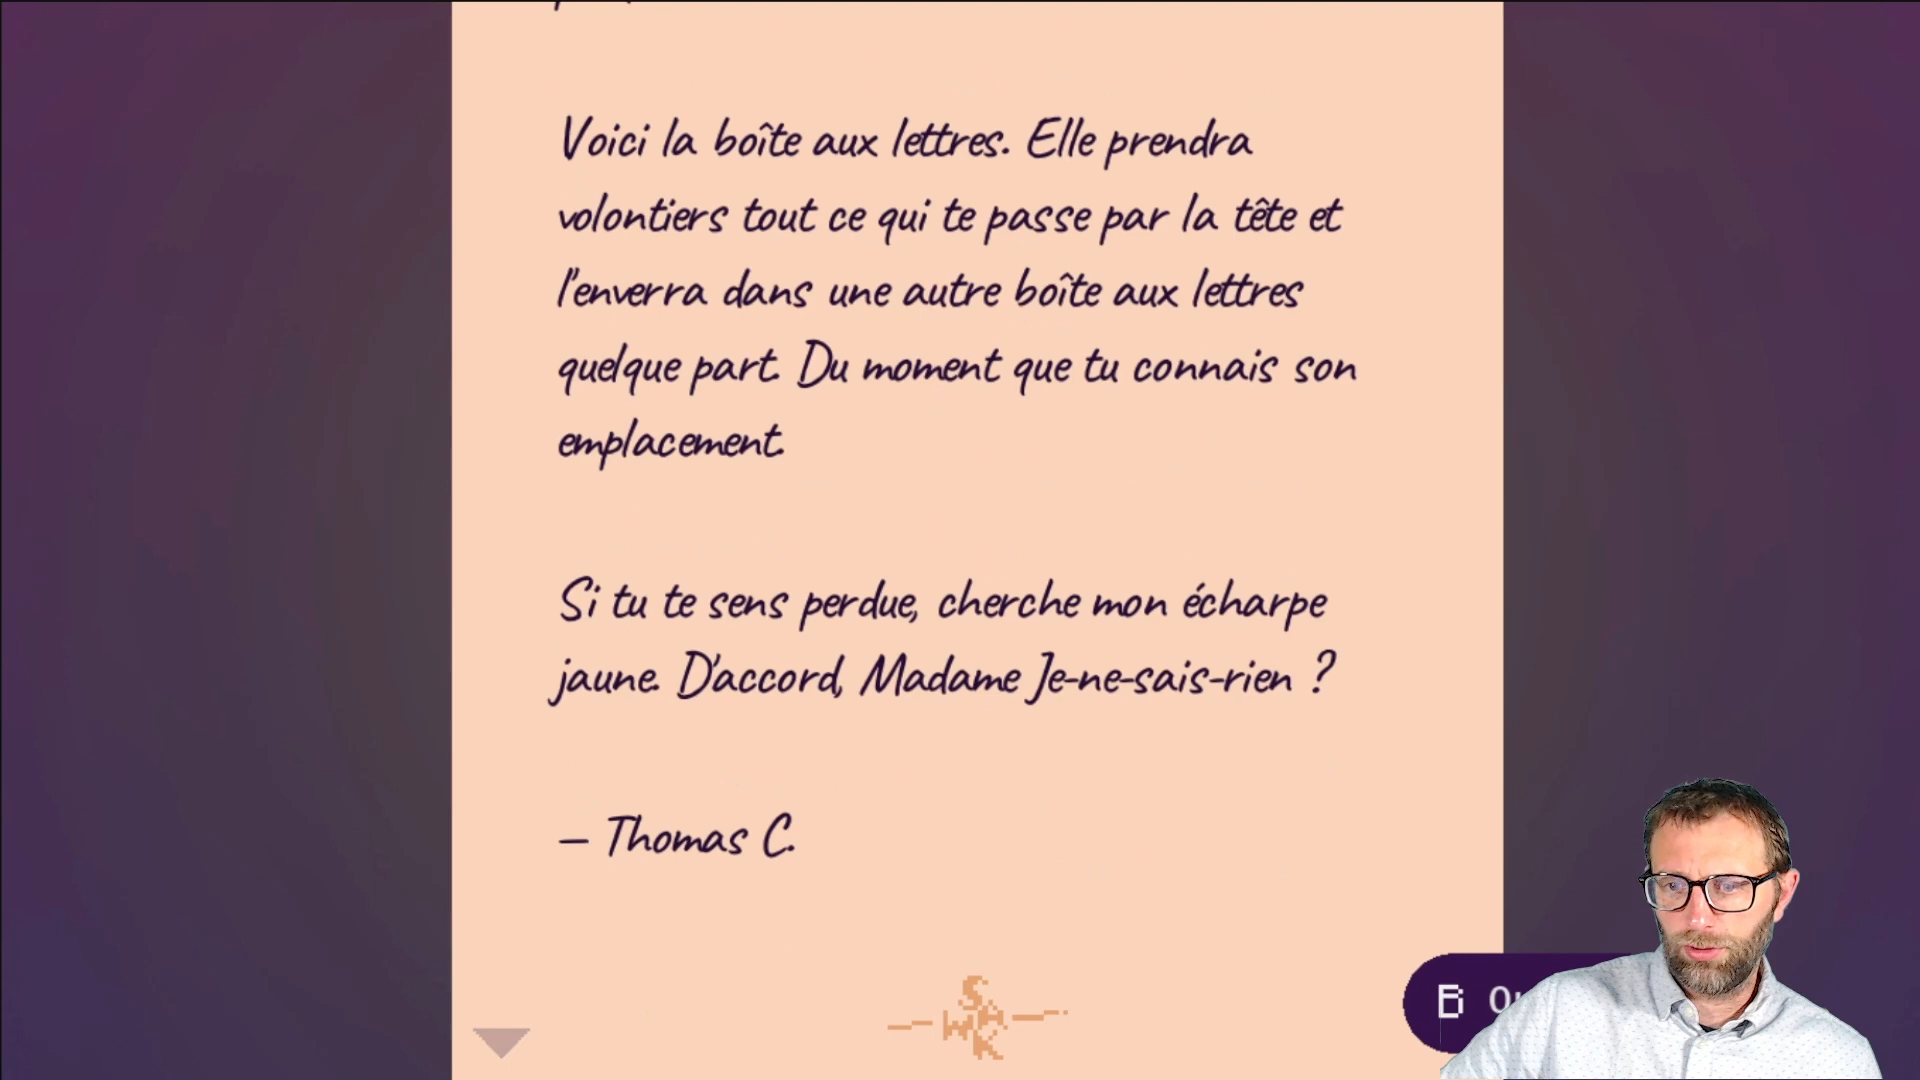 Voici la boîte aux lettres. Elle prendra
volontiers tout ce qui te passe par la tête et
l'enverra dans une autre boîte aux lettres
quelque part. Du moment que tu connais son
emplacement.
Si tu te sens perdue, cherche mon écharpe
jaune. D'accord, Madame Je-ne-sais-rien ?
– Thomas C.
S
W H
K
B